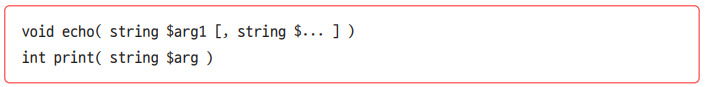 void echo( string $arg1 [, string $... ] )
int print( string $arg )